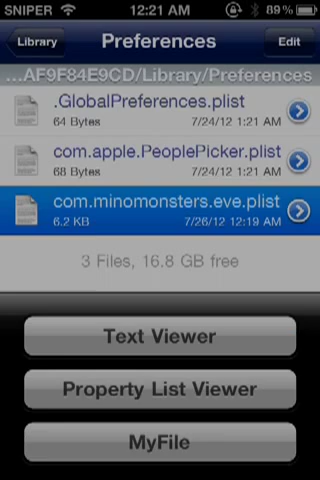 SNIPER 12:21 AM 89%
Library Preferences Edit
...AF9F84E9CD/Library/Preferences
.GlobalPreferences.plist
64 Bytes 7/24/12 1:21 AM
com.apple.PeoplePicker.plist
68 Bytes 7/24/12 1:21 AM
com.minomonsters.eve.plist
6.2 KB 7/26/12 12:19 AM
3 Files, 16.8 GB free
Text Viewer
Property List Viewer
MyFile